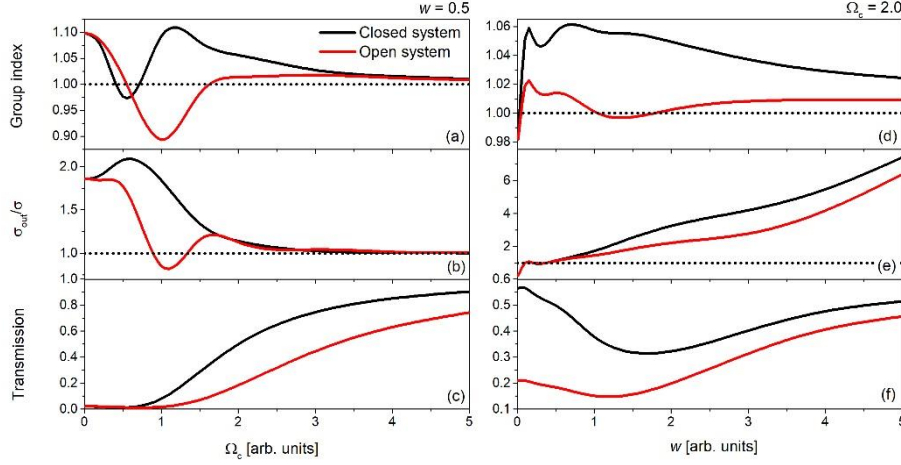 w = 0.5
Ω_c = 2.0
Closed system
Open system
Group index
1.10
1.05
1.00
0.95
0.90
(a)
1.06
1.04
1.02
1.00
0.98
(d)
σ_out/σ
2.0
1.5
1.0
1.0
(b)
6
4
2
0.6
(e)
Transmission
0.8
0.6
0.4
0.2
0.0
(c)
0.5
0.4
0.3
0.2
0.1
(f)
0 1 2 3 4 5
0 1 2 3 4 5
Ω_c [arb. units]
w [arb. units]